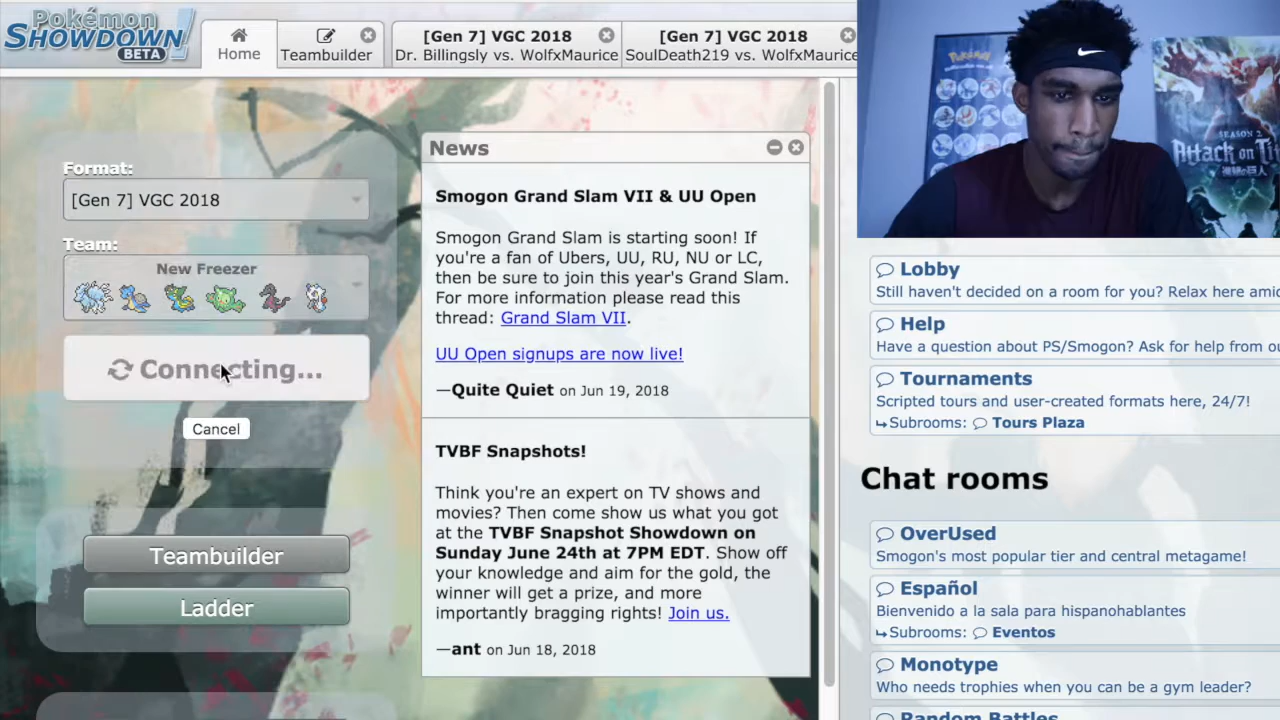 Pokémon
SHOWDOWN!
BETA
Home
Teambuilder
[Gen 7] VGC 2018
Dr. Billingsly vs. WolfxMaurice
[Gen 7] VGC 2018
SoulDeath219 vs. WolfxMaurice
Format:
[Gen 7] VGC 2018
Team:
New Freezer
Connecting...
Cancel
Teambuilder
Ladder
News
Smogon Grand Slam VII & UU Open
Smogon Grand Slam is starting soon! If
you're a fan of Ubers, UU, RU, NU or LC,
then be sure to join this year's Grand Slam.
For more information please read this
thread: Grand Slam VII.
UU Open signups are now live!
—Quite Quiet on Jun 19, 2018
TVBF Snapshots!
Think you're an expert on TV shows and
movies? Then come show us what you got
at the TVBF Snapshot Showdown on
Sunday June 24th at 7PM EDT. Show off
your knowledge and aim for the gold, the
winner will get a prize, and more
importantly bragging rights! Join us.
—ant on Jun 18, 2018
Pokémon
SEASON 2
Attack on Ti
Lobby
Still haven't decided on a room for you? Relax here amid
Help
Have a question about PS/Smogon? Ask for help from ou
Tournaments
Scripted tours and user-created formats here, 24/7!
↳Subrooms: Tours Plaza
Chat rooms
OverUsed
Smogon's most popular tier and central metagame!
Español
Bienvenido a la sala para hispanohablantes
↳Subrooms: Eventos
Monotype
Who needs trophies when you can be a gym leader?
Random Battles